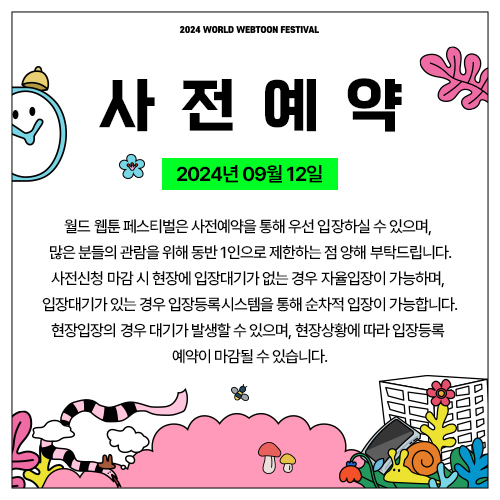 2024 WORLD WEBTOON FESTIVAL
사전예약
2024년 09월 12일
월드 웹툰 페스티벌은 사전예약을 통해 우선 입장하실 수 있으며,
많은 분들의 관람을 위해 동반 1인으로 제한하는 점 양해 부탁드립니다.
사전신청 마감 시 현장에 입장대기가 없는 경우 자율입장이 가능하며,
입장대기가 있는 경우 입장등록시스템을 통해 순차적 입장이 가능합니다.
현장입장의 경우 대기가 발생할 수 있으며, 현장상황에 따라 입장등록
예약이 마감될 수 있습니다.